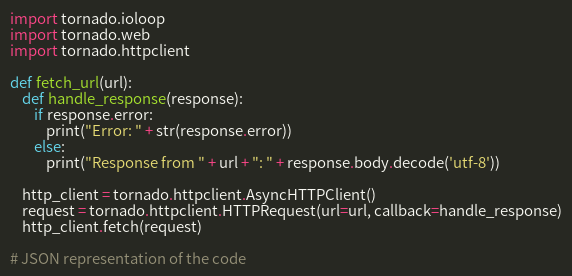 import tornado.ioloop
import tornado.web
import tornado.httpclient

def fetch_url(url):
    def handle_response(response):
        if response.error:
            print("Error: " + str(response.error))
        else:
            print("Response from " + url + ": " + response.body.decode('utf-8'))

    http_client = tornado.httpclient.AsyncHTTPClient()
    request = tornado.httpclient.HTTPRequest(url=url, callback=handle_response)
    http_client.fetch(request)

# JSON representation of the code